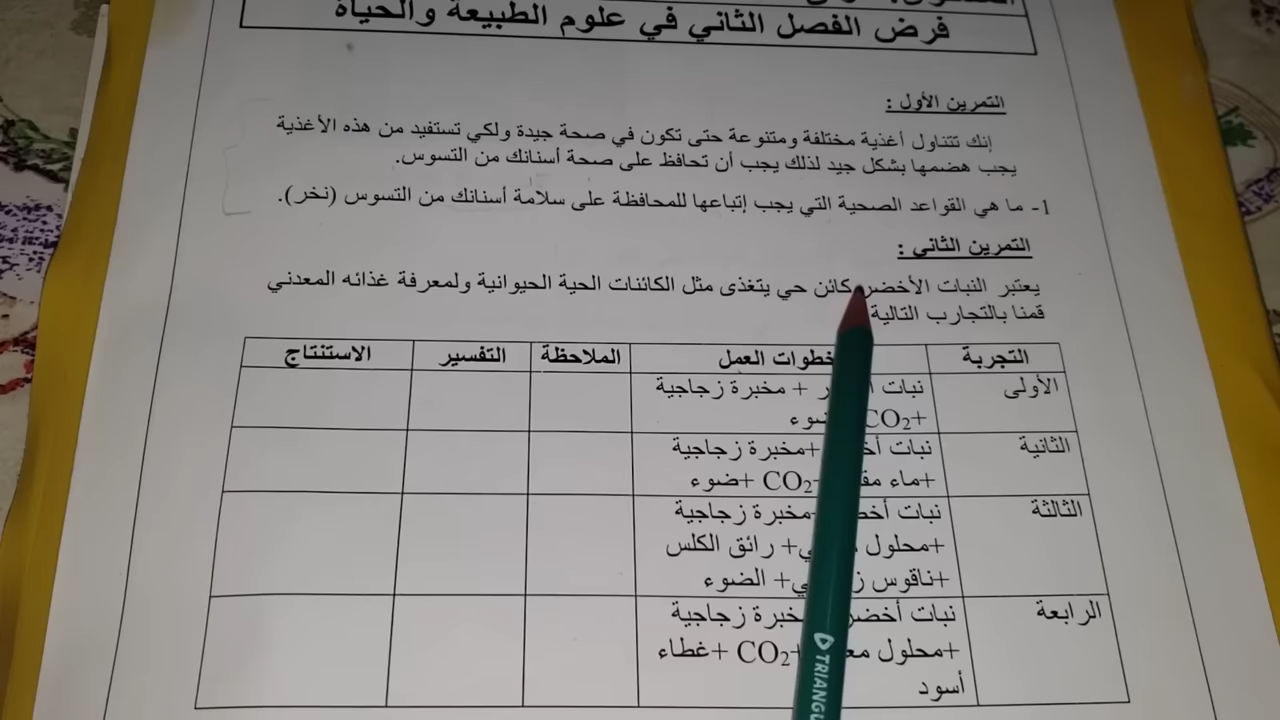 فرض الفصل الثاني في علوم الطبيعة والحياة
التمرين الأول :
إنك تتناول أغذية مختلفة ومتنوعة حتى تكون في صحة جيدة ولكي تستفيد من هذه الأغذية
يجب هضمها بشكل جيد لذلك يجب أن تحافظ على صحة أسنانك من التسوس.
1- ما هي القواعد الصحية التي يجب إتباعها للمحافظة على سلامة أسنانك من التسوس (نخر).
التمرين الثاني :
يعتبر النبات الأخضر كائن حي يتغذى مثل الكائنات الحية الحيوانية ولمعرفة غذائه المعدني
قمنا بالتجارب التالية
التجربة خطوات العمل الملاحظة التفسير الاستنتاج
الأولى نبات + مخبرة زجاجية
+CO2 ضوء
الثانية نبات +مخبرة زجاجية
+ماء +CO2 +ضوء
الثالثة نبات +مخبرة زجاجية
+محلول + رائق الكلس
+ناقوس + الضوء
الرابعة نبات أخضر مخبرة زجاجية
+محلول +CO2 +غطاء
أسود